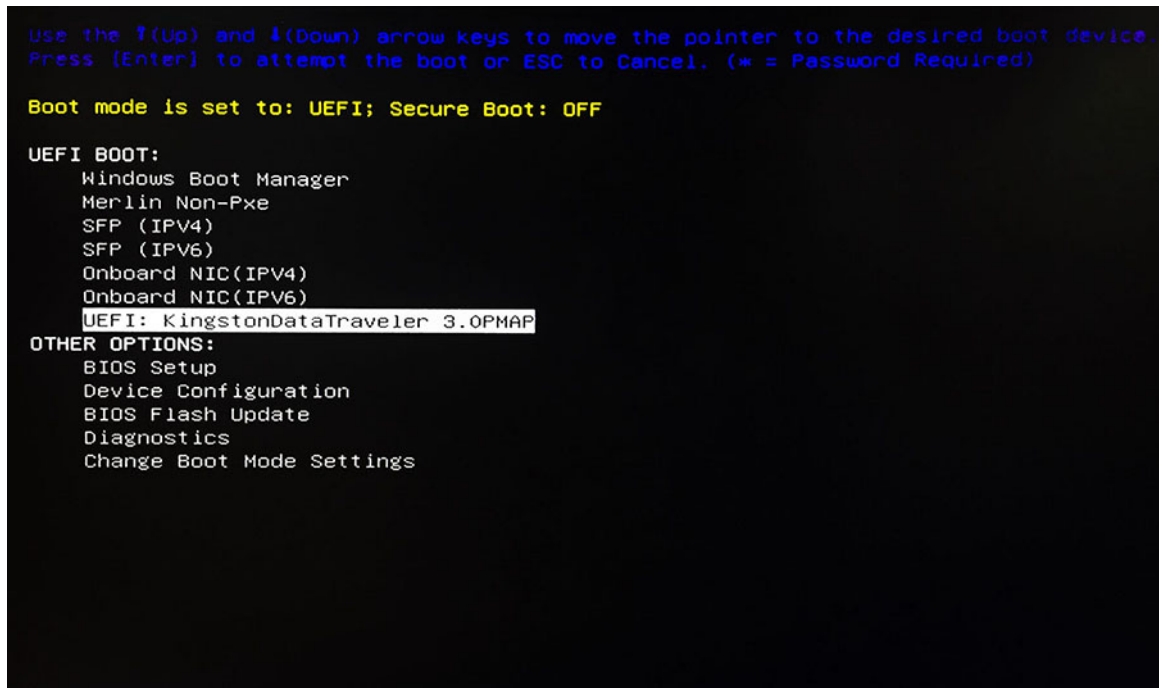 Use the ↑(Up) and ↓(Down) arrow keys to move the pointer to the desired boot device.
Press [Enter] to attempt the boot or ESC to Cancel. (* = Password Required)
Boot mode is set to: UEFI; Secure Boot: OFF
UEFI BOOT:
Windows Boot Manager
Merlin Non-Pxe
SFP (IPV4)
SFP (IPV6)
Onboard NIC(IPV4)
Onboard NIC(IPV6)
UEFI: KingstonDataTraveler 3.0PMAP
OTHER OPTIONS:
BIOS Setup
Device Configuration
BIOS Flash Update
Diagnostics
Change Boot Mode Settings